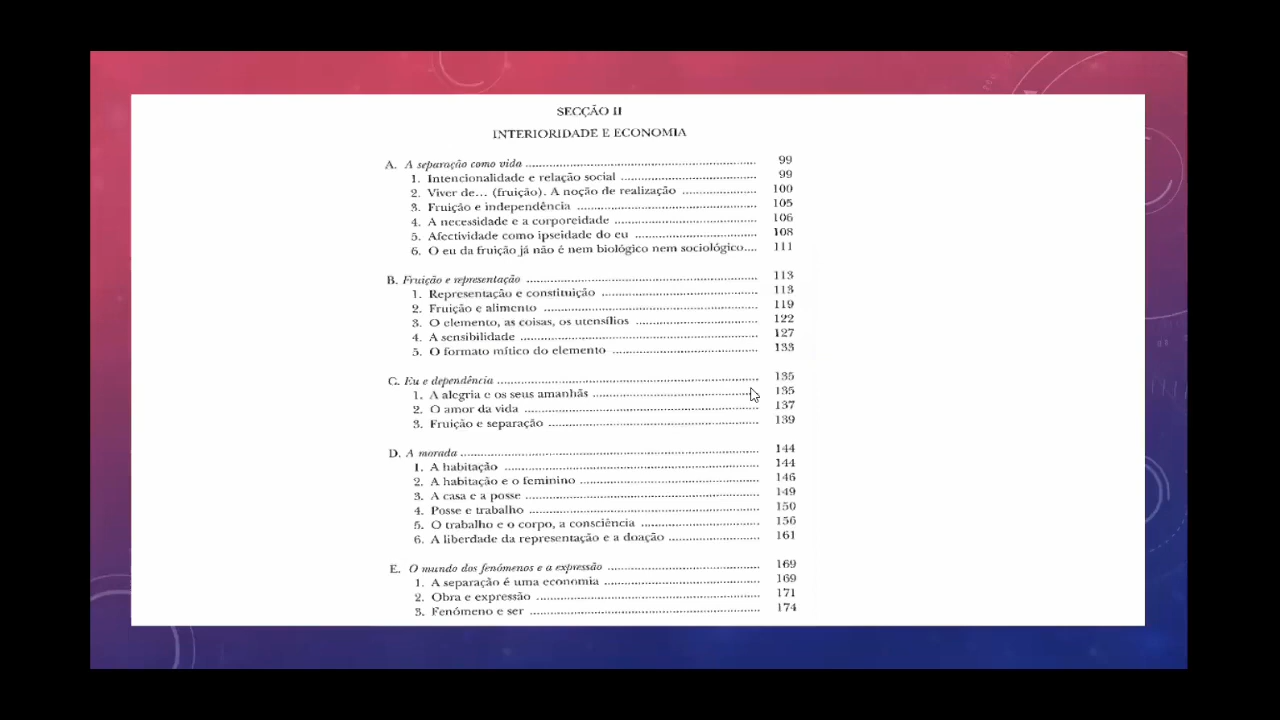 SECÇÃO II
INTERIORIDADE E ECONOMIA
A. A separação como vida ........ 99
1. Intencionalidade e relação social ........ 99
2. Viver de... (fruição). A noção de realização ........ 100
3. Fruição e independência ........ 105
4. A necessidade e a corporeidade ........ 106
5. Afectividade como ipseidade do eu ........ 108
6. O eu da fruição já não é nem biológico nem sociológico.... 111
B. Fruição e representação ........ 113
1. Representação e constituição ........ 113
2. Fruição e alimento ........ 119
3. O elemento, as coisas, os utensílios ........ 122
4. A sensibilidade ........ 127
5. O formato mítico do elemento ........ 133
C. Eu e dependência ........ 135
1. A alegria e os seus amanhãs ........ 135
2. O amor da vida ........ 137
3. Fruição e separação ........ 139
D. A morada ........ 144
1. A habitação ........ 144
2. A habitação e o feminino ........ 146
3. A casa e a posse ........ 149
4. Posse e trabalho ........ 150
5. O trabalho e o corpo, a consciência ........ 156
6. A liberdade da representação e a doação ........ 161
E. O mundo dos fenómenos e a expressão ........ 169
1. A separação é uma economia ........ 169
2. Obra e expressão ........ 171
3. Fenómeno e ser ........ 174